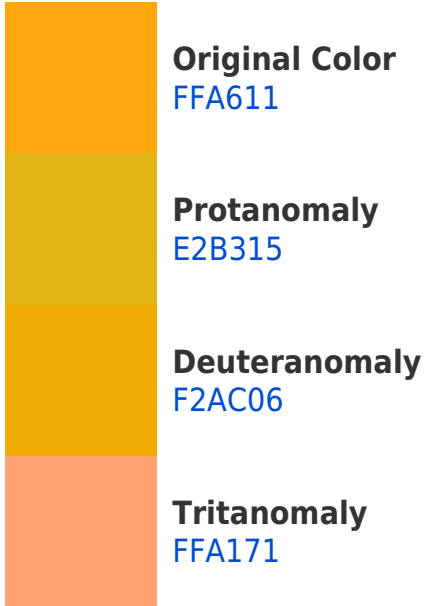 Original Color
FFA611
Protanomaly
E2B315
Deuteranomaly
F2AC06
Tritanomaly
FFA171